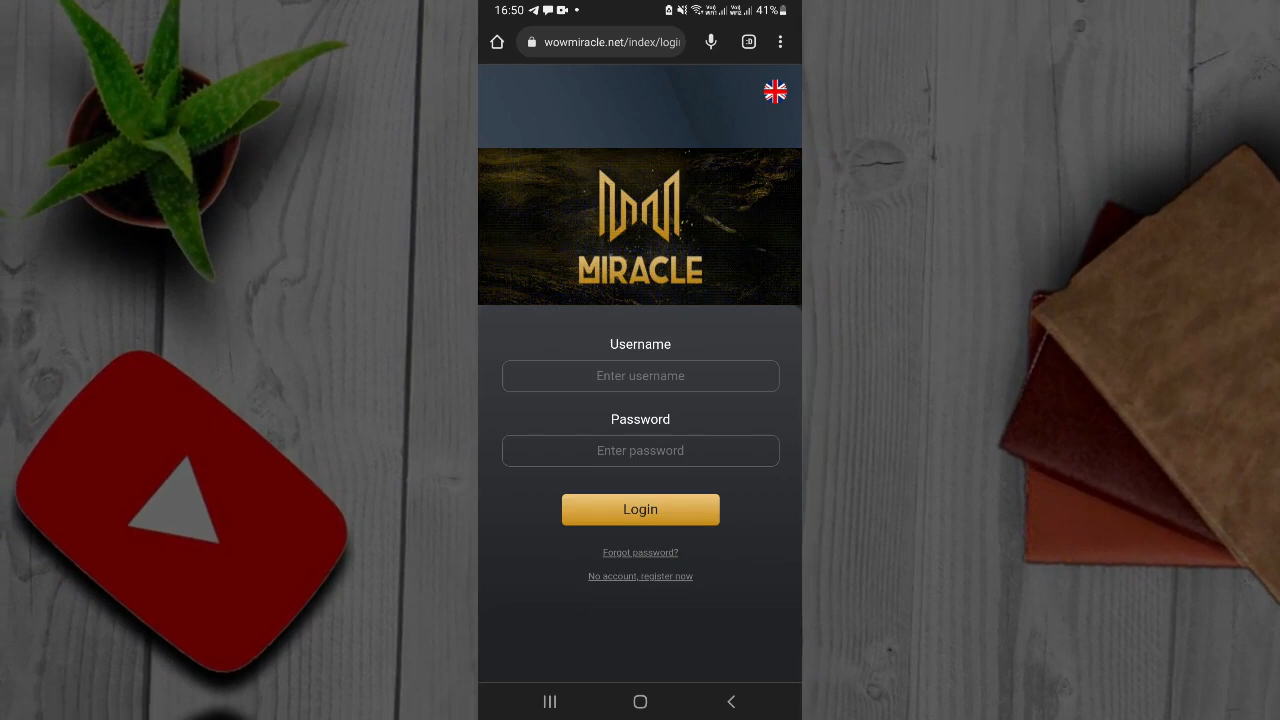 16:50 41%
wowmiracle.net/index/logi
:D
MIRACLE
Username
Enter username
Password
Enter password
Login
Forgot password?
No account, register now